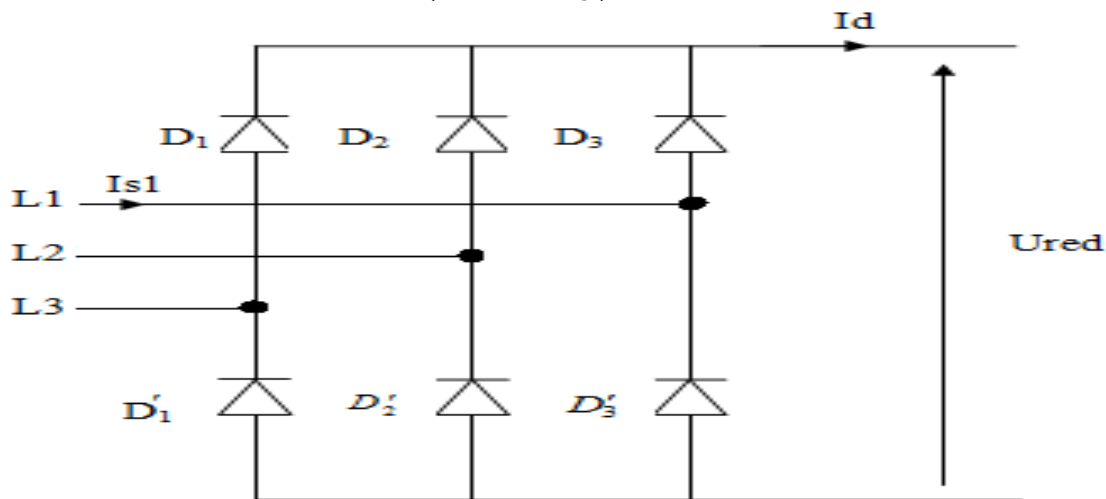 Id
D₁ D₂ D₃
Is1
L1
L2
Ured
L3
D'₁ D'₂ D'₃